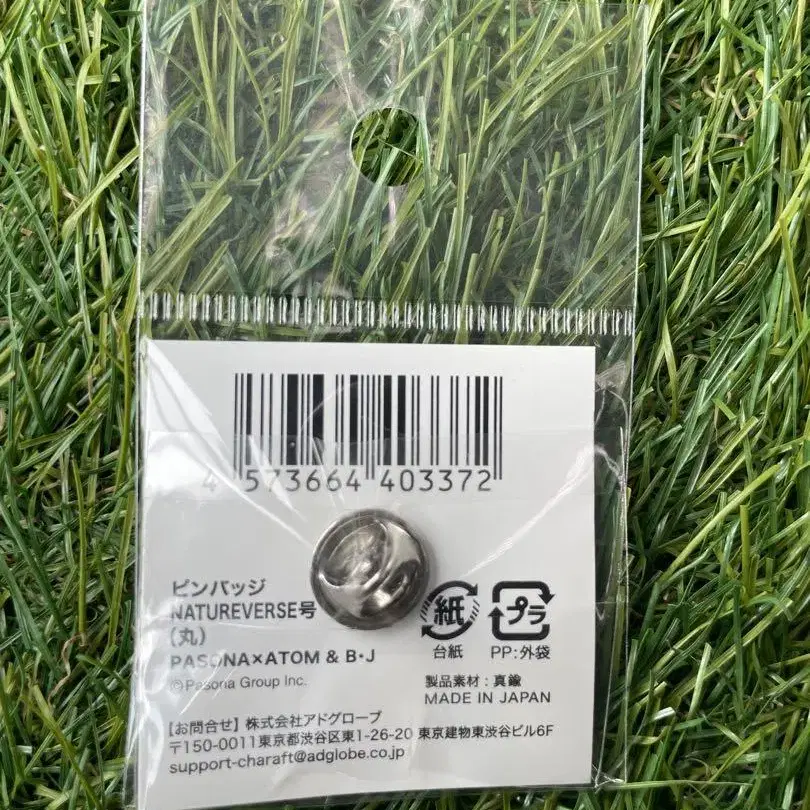 4 573664 403372
ピンバッジ
NATUREVERSE号
(丸)
PASONA×ATOM & B・J
©Pasona Group Inc.
紙
台紙
プラ
PP:外袋
製品素材:真鍮
MADE IN JAPAN
【お問合せ】株式会社アドグローブ
〒150-0011東京都渋谷区東1-26-20 東京建物東渋谷ビル6F
support-charaft@adglobe.co.jp